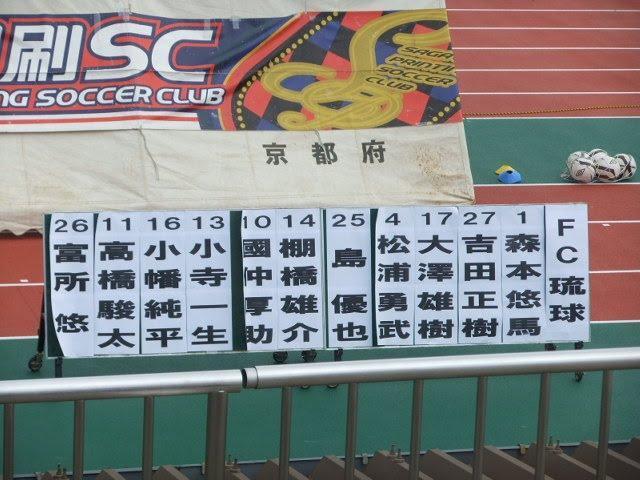 刷SC
NG SOCCER CLUB
SAGAWA PRINTING SOCCER CLUB
京都府
FC琉球
1 森本悠馬
27 吉田正樹
17 大澤雄樹
4 松浦勇武
25 島優也
14 棚橋雄介
10 國仲厚助
13 小寺一生
16 小幡純平
11 高橋駿太
26 富所悠